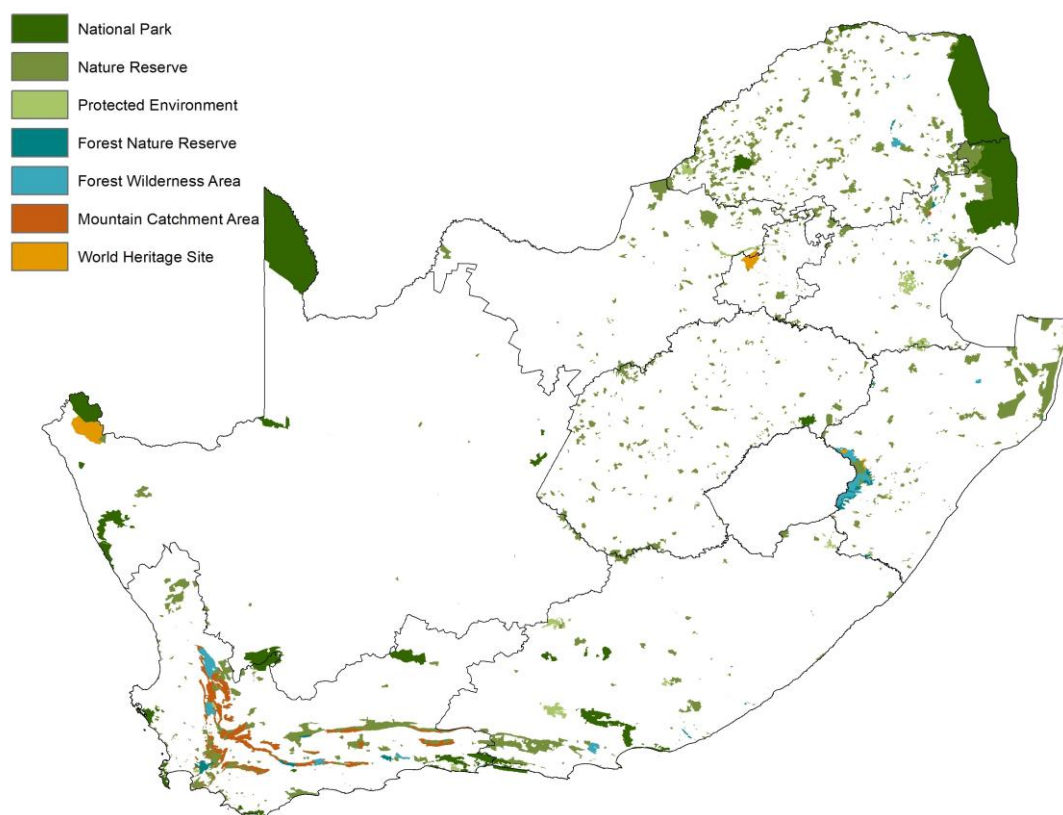 National Park
Nature Reserve
Protected Environment
Forest Nature Reserve
Forest Wilderness Area
Mountain Catchment Area
World Heritage Site